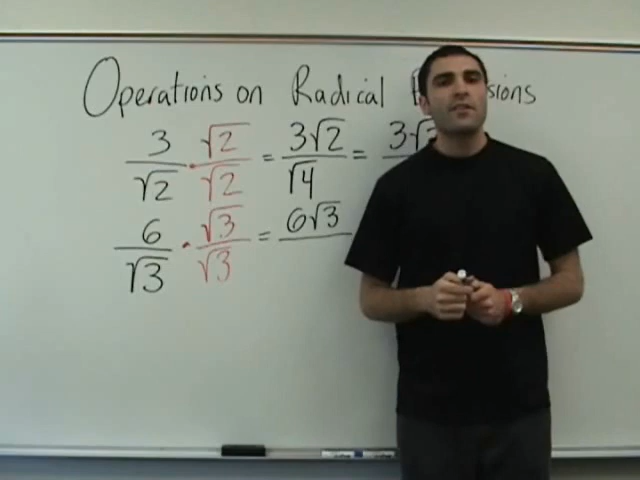 Operations on Radical
3/√2 · √2/√2 = 3√2/√4 = 3√
6/√3 · √3/√3 = 6√3